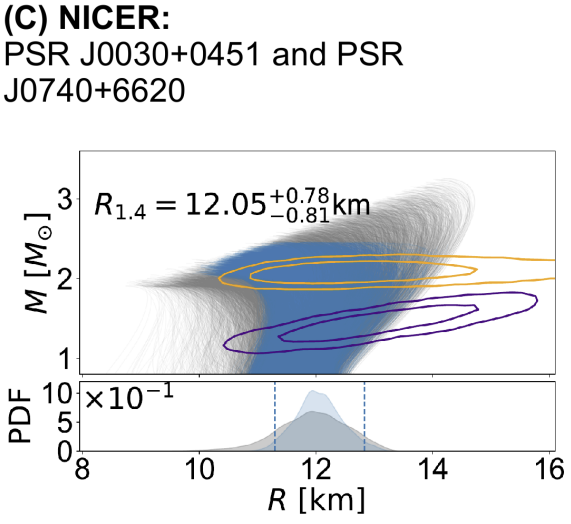 (C) NICER:
PSR J0030+0451 and PSR
J0740+6620
3
R₁.₄ = 12.05⁺⁰·⁷⁸₋₀.₈₁km
M [M⊙]
2
1
10
×10⁻¹
PDF
5
0
8 10 12 14 16
R [km]